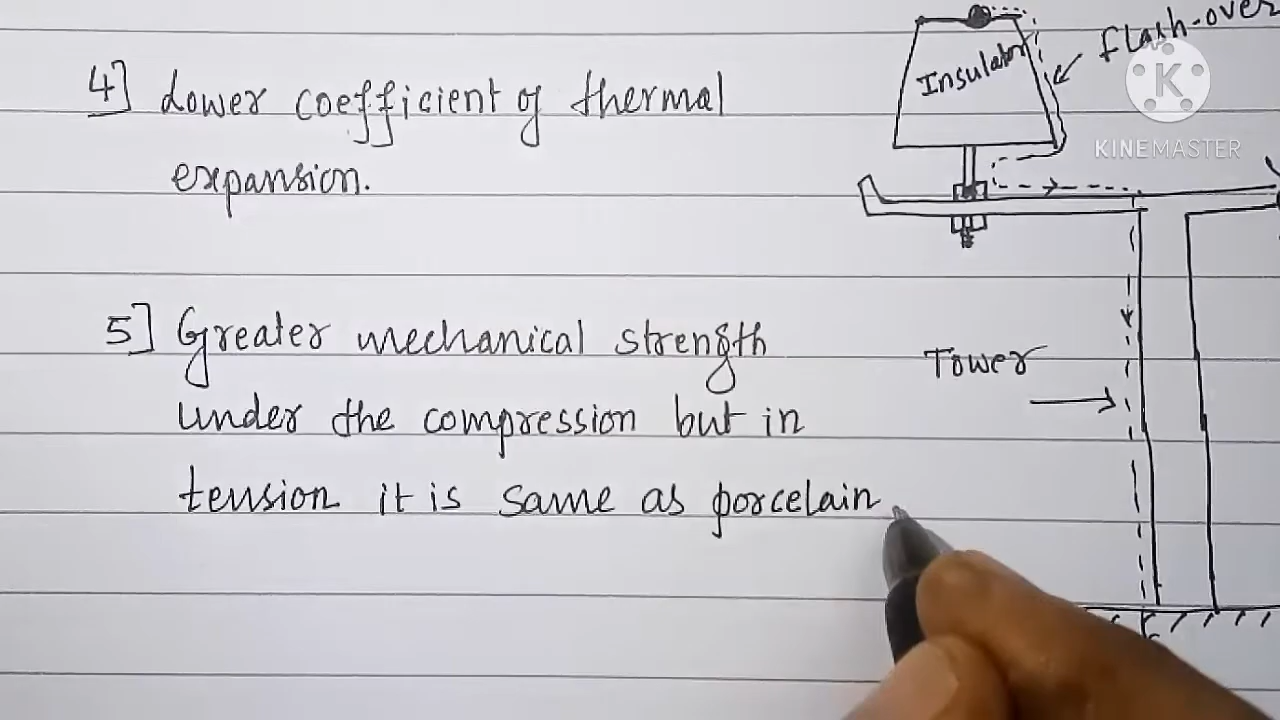 4] Lower coefficient of thermal
expansion.
5] Greater mechanical strength
under the compression but in
tension it is same as porcelain
Insulator
flash-over
K
KINEMASTER
Tower